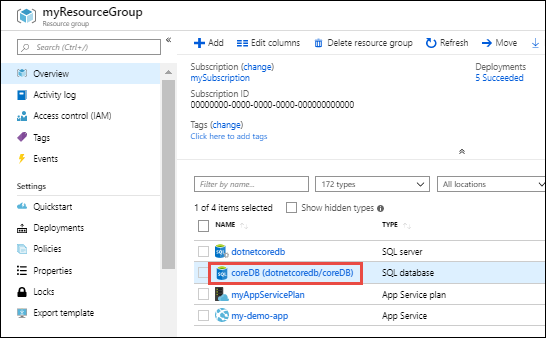 myResourceGroup
Resource group
Search (Ctrl+/)
Overview
Activity log
Access control (IAM)
Tags
Events
Settings
Quickstart
Deployments
Policies
Properties
Locks
Export template
Add Edit columns Delete resource group Refresh Move
Subscription (change)
mySubscription
Deployments
5 Succeeded
Subscription ID
00000000-0000-0000-0000-000000000000
Tags (change)
Click here to add tags
Filter by name... 172 types All locations
1 of 4 items selected Show hidden types
NAME TYPE
dotnetcoredb SQL server
SQL coreDB (dotnetcoredb/coreDB) SQL database
myAppServicePlan App Service plan
my-demo-app App Service